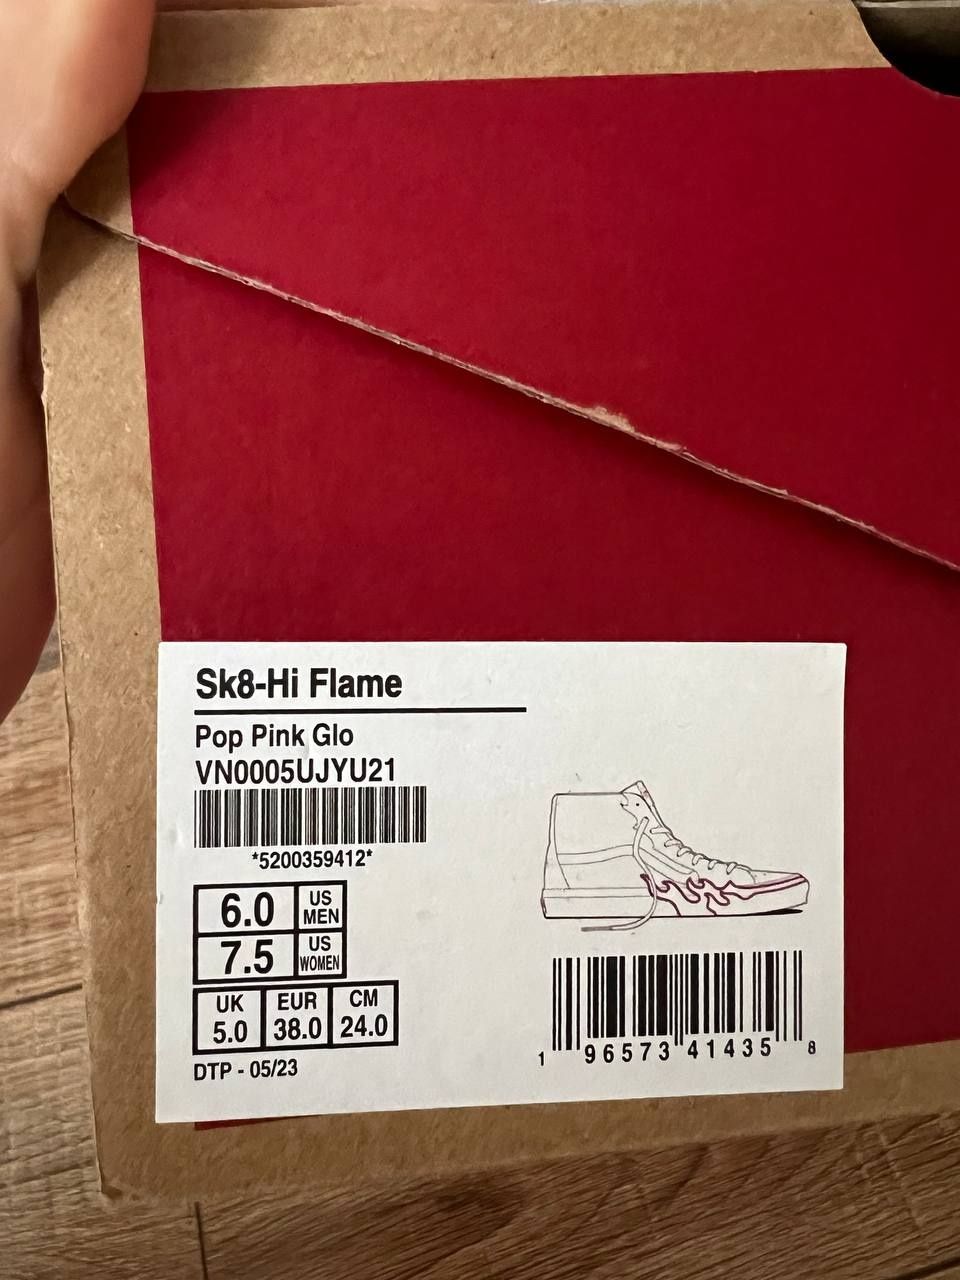 Sk8-Hi Flame
Pop Pink Glo
VN0005UJYU21
*5200359412*
6.0 US MEN
7.5 US WOMEN
UK EUR CM
5.0 38.0 24.0
DTP - 05/23
1 96573 41435 8